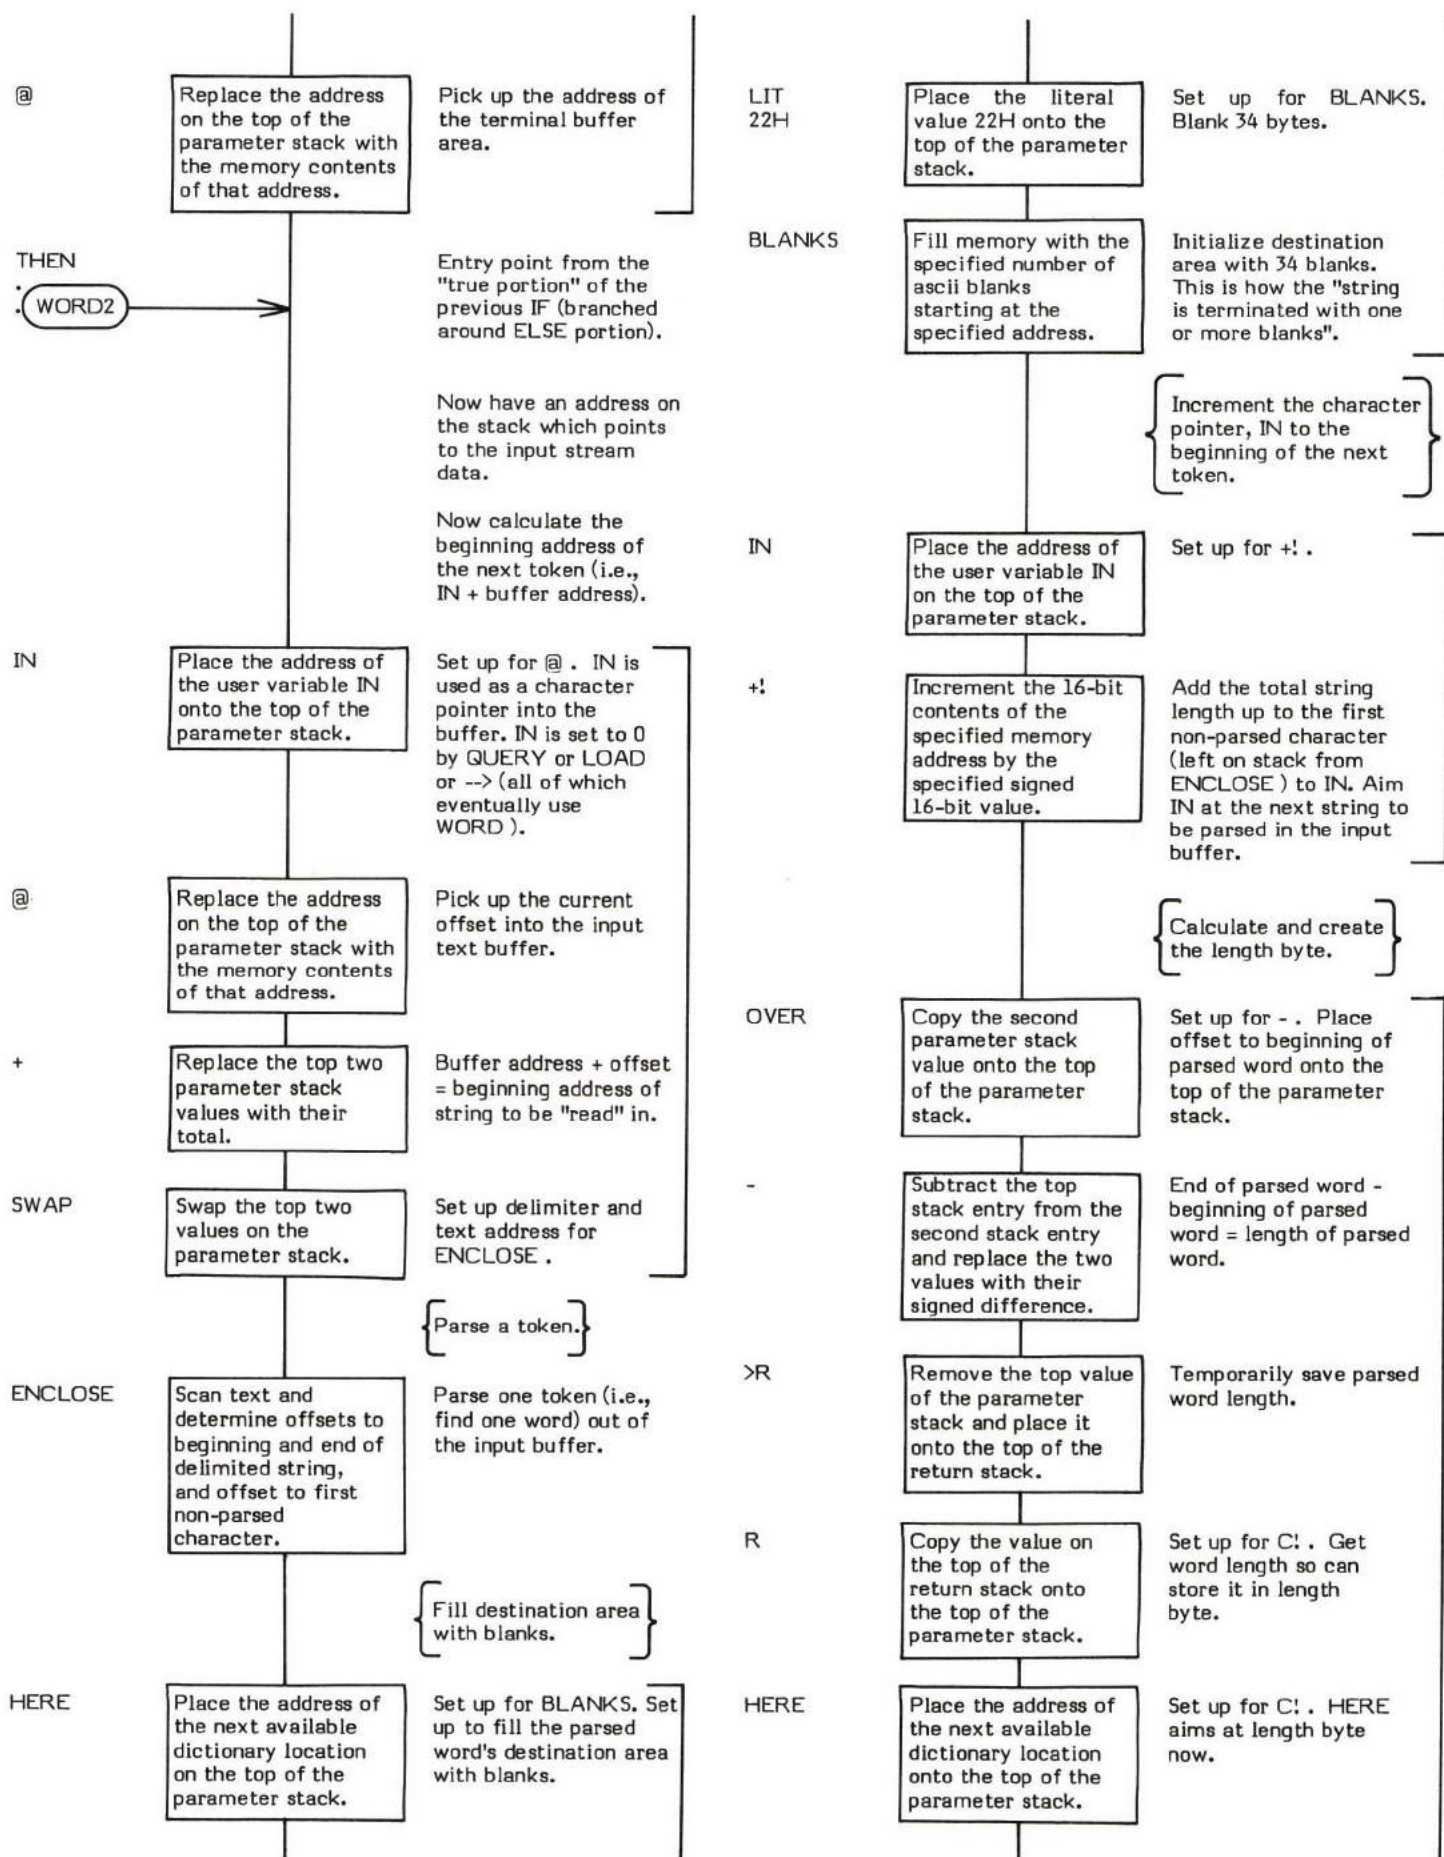 @
Replace the address
on the top of the
parameter stack with
the memory contents
of that address.
Pick up the address of
the terminal buffer
area.
THEN
:
WORD2
Entry point from the
"true portion" of the
previous IF (branched
around ELSE portion).
Now have an address on
the stack which points
to the input stream
data.
Now calculate the
beginning address of
the next token (i.e.,
IN + buffer address).
IN
Place the address of
the user variable IN
onto the top of the
parameter stack.
Set up for @ . IN is
used as a character
pointer into the
buffer. IN is set to 0
by QUERY or LOAD
or --> (all of which
eventually use
WORD ).
@
Replace the address
on the top of the
parameter stack with
the memory contents
of that address.
Pick up the current
offset into the input
text buffer.
+
Replace the top two
parameter stack
values with their
total.
Buffer address + offset
= beginning address of
string to be "read" in.
SWAP
Swap the top two
values on the
parameter stack.
Set up delimiter and
text address for
ENCLOSE .
{Parse a token.}
ENCLOSE
Scan text and
determine offsets to
beginning and end of
delimited string,
and offset to first
non-parsed
character.
Parse one token (i.e.,
find one word) out of
the input buffer.
Fill destination area
with blanks.
HERE
Place the address of
the next available
dictionary location
on the top of the
parameter stack.
Set up for BLANKS. Set
up to fill the parsed
word's destination area
with blanks.
LIT
22H
Place the literal
value 22H onto the
top of the parameter
stack.
Set up for BLANKS.
Blank 34 bytes.
BLANKS
Fill memory with the
specified number of
ascii blanks
starting at the
specified address.
Initialize destination
area with 34 blanks.
This is how the "string
is terminated with one
or more blanks".
Increment the character
pointer, IN to the
beginning of the next
token.
IN
Place the address of
the user variable IN
on the top of the
parameter stack.
Set up for +! .
+!
Increment the 16-bit
contents of the
specified memory
address by the
specified signed
16-bit value.
Add the total string
length up to the first
non-parsed character
(left on stack from
ENCLOSE ) to IN. Aim
IN at the next string to
be parsed in the input
buffer.
Calculate and create
the length byte.
OVER
Copy the second
parameter stack
value onto the top
of the parameter
stack.
Set up for - . Place
offset to beginning of
parsed word onto the
top of the parameter
stack.
-
Subtract the top
stack entry from the
second stack entry
and replace the two
values with their
signed difference.
End of parsed word -
beginning of parsed
word = length of parsed
word.
>R
Remove the top value
of the parameter
stack and place it
onto the top of the
return stack.
Temporarily save parsed
word length.
R
Copy the value on
the top of the
return stack onto
the top of the
parameter stack.
Set up for C! . Get
word length so can
store it in length
byte.
HERE
Place the address of
the next available
dictionary location
onto the top of the
parameter stack.
Set up for C! . HERE
aims at length byte
now.